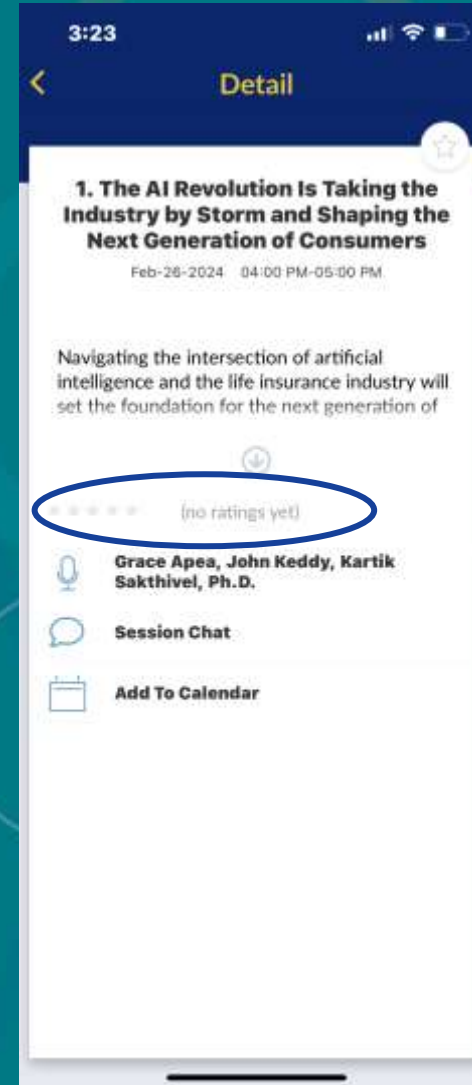 3:23
Detail
1. The AI Revolution Is Taking the
Industry by Storm and Shaping the
Next Generation of Consumers
Feb-26-2024 04:00 PM-05:00 PM
Navigating the intersection of artificial
intelligence and the life insurance industry will
set the foundation for the next generation of
(no ratings yet)
Grace Apea, John Keddy, Kartik
Sakthivel, Ph.D.
Session Chat
Add To Calendar